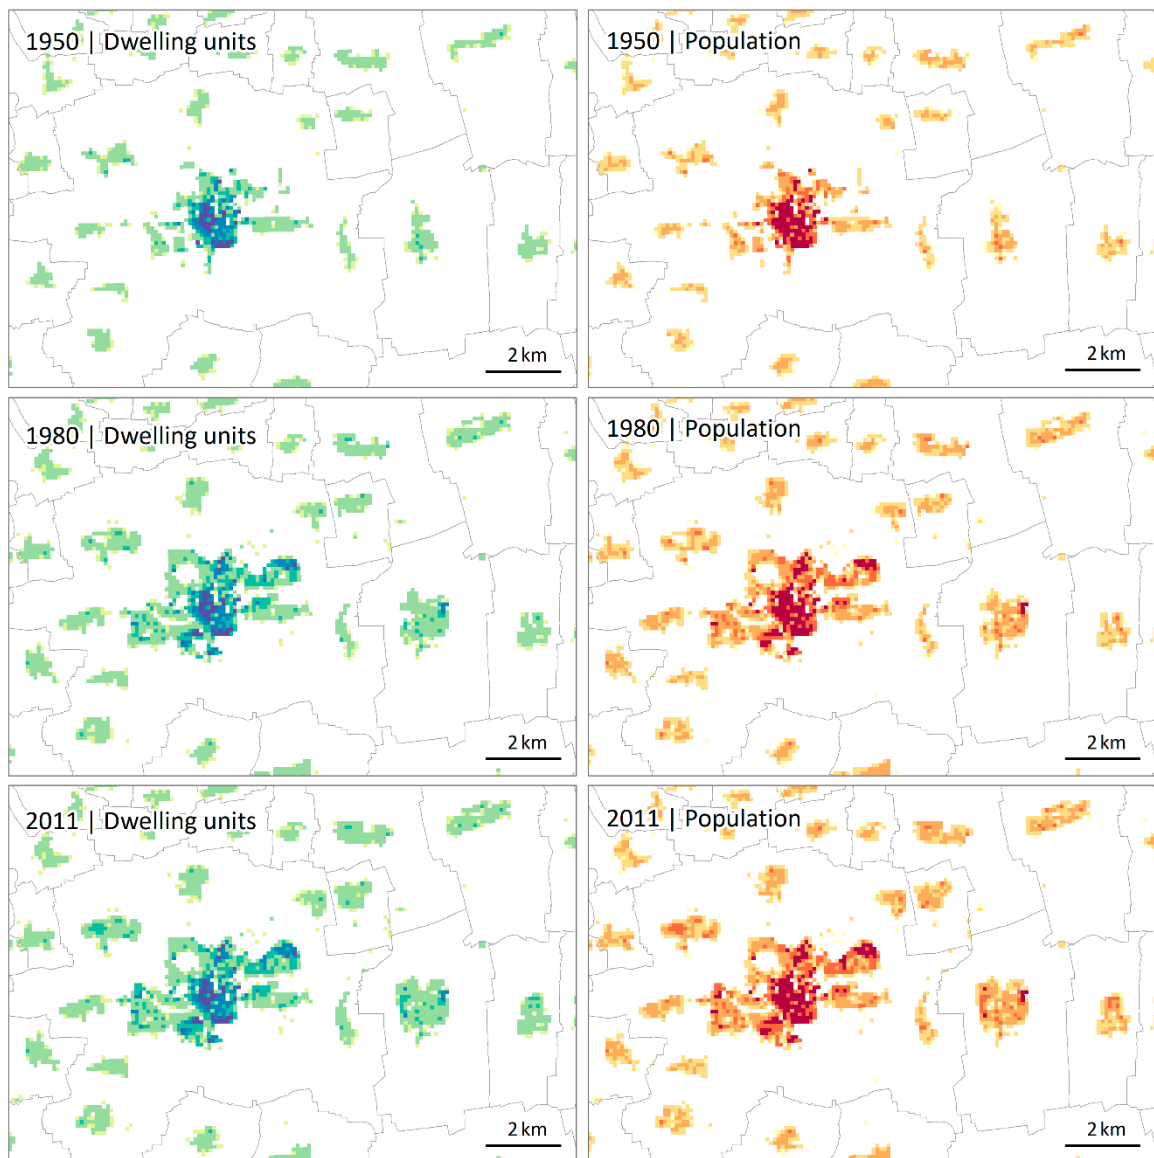 1950 | Dwelling units
1950 | Population
2 km
2 km
1980 | Dwelling units
1980 | Population
2 km
2 km
2011 | Dwelling units
2011 | Population
2 km
2 km